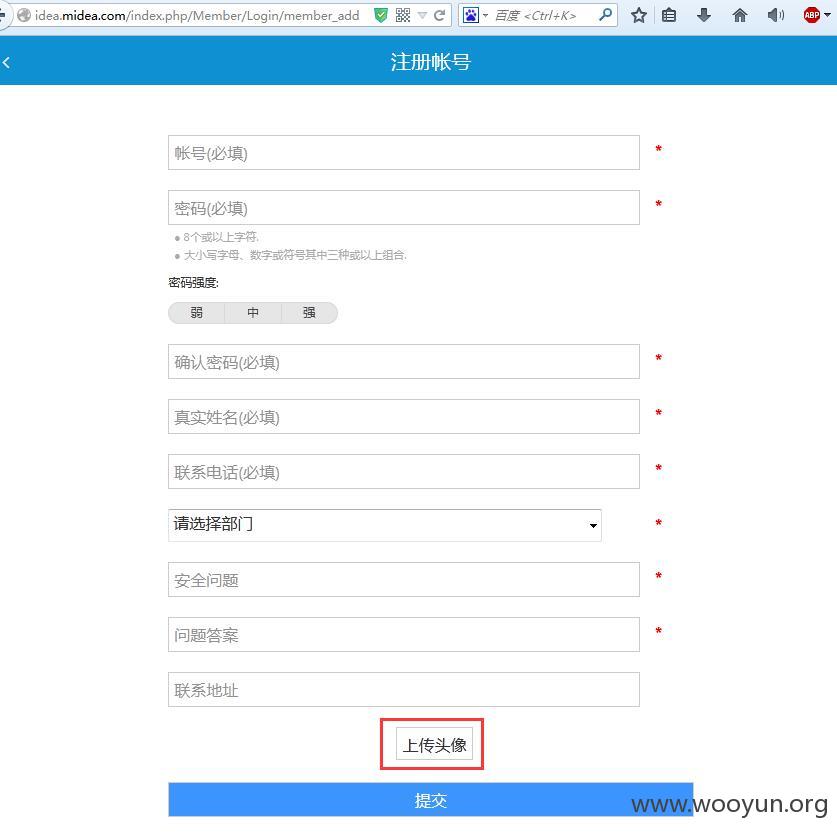 idea.midea.com/index.php/Member/Login/member_add
百度 <Ctrl+K>
ABP
注册帐号
帐号(必填) *
密码(必填) *
● 8个或以上字符.
● 大小写字母、数字或符号其中三种或以上组合.
密码强度:
弱 中 强
确认密码(必填) *
真实姓名(必填) *
联系电话(必填) *
请选择部门 *
安全问题 *
问题答案 *
联系地址
上传头像
提交
www.wooyun.org